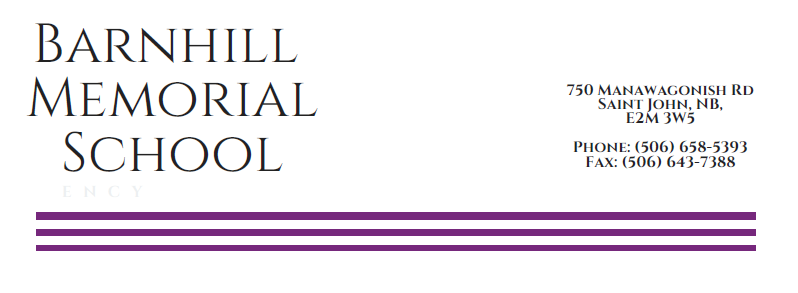 Barnhill
Memorial
School
ENCY
750 Manawagonish Rd
Saint John, NB,
E2M 3W5
Phone: (506) 658-5393
Fax: (506) 643-7388